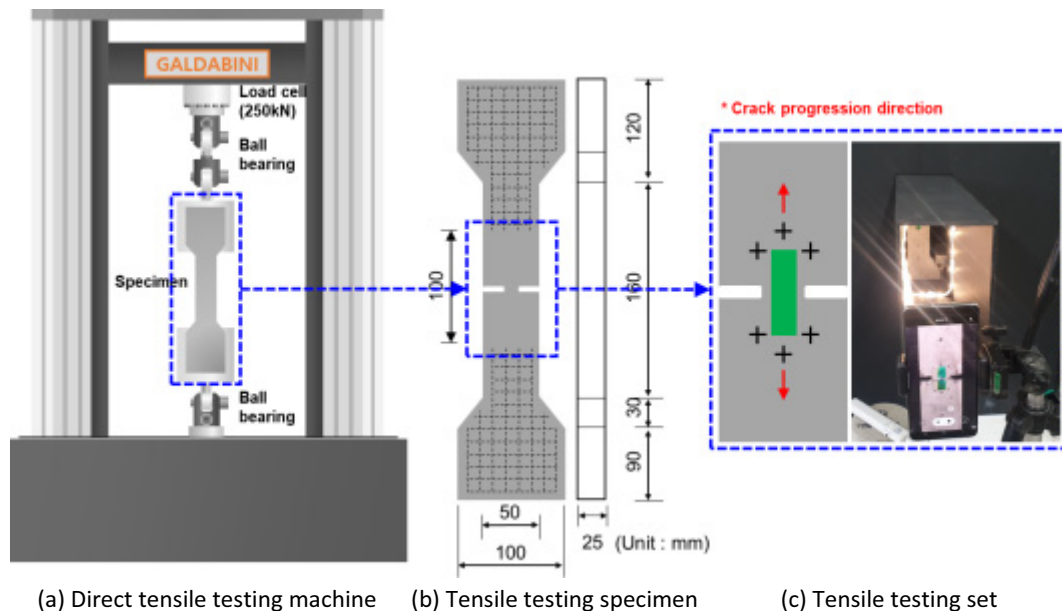 GALDABINI
Load cell
(250kN)
Ball
bearing
Specimen
Ball
bearing
120
100
160
30
90
50
100
25 (Unit : mm)
* Crack progression direction
(a) Direct tensile testing machine
(b) Tensile testing specimen
(c) Tensile testing set